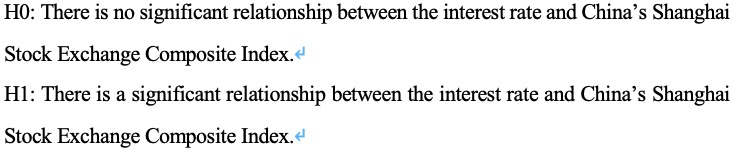 H0: There is no significant relationship between the interest rate and China’s Shanghai
Stock Exchange Composite Index.↵
H1: There is a significant relationship between the interest rate and China’s Shanghai
Stock Exchange Composite Index.↵